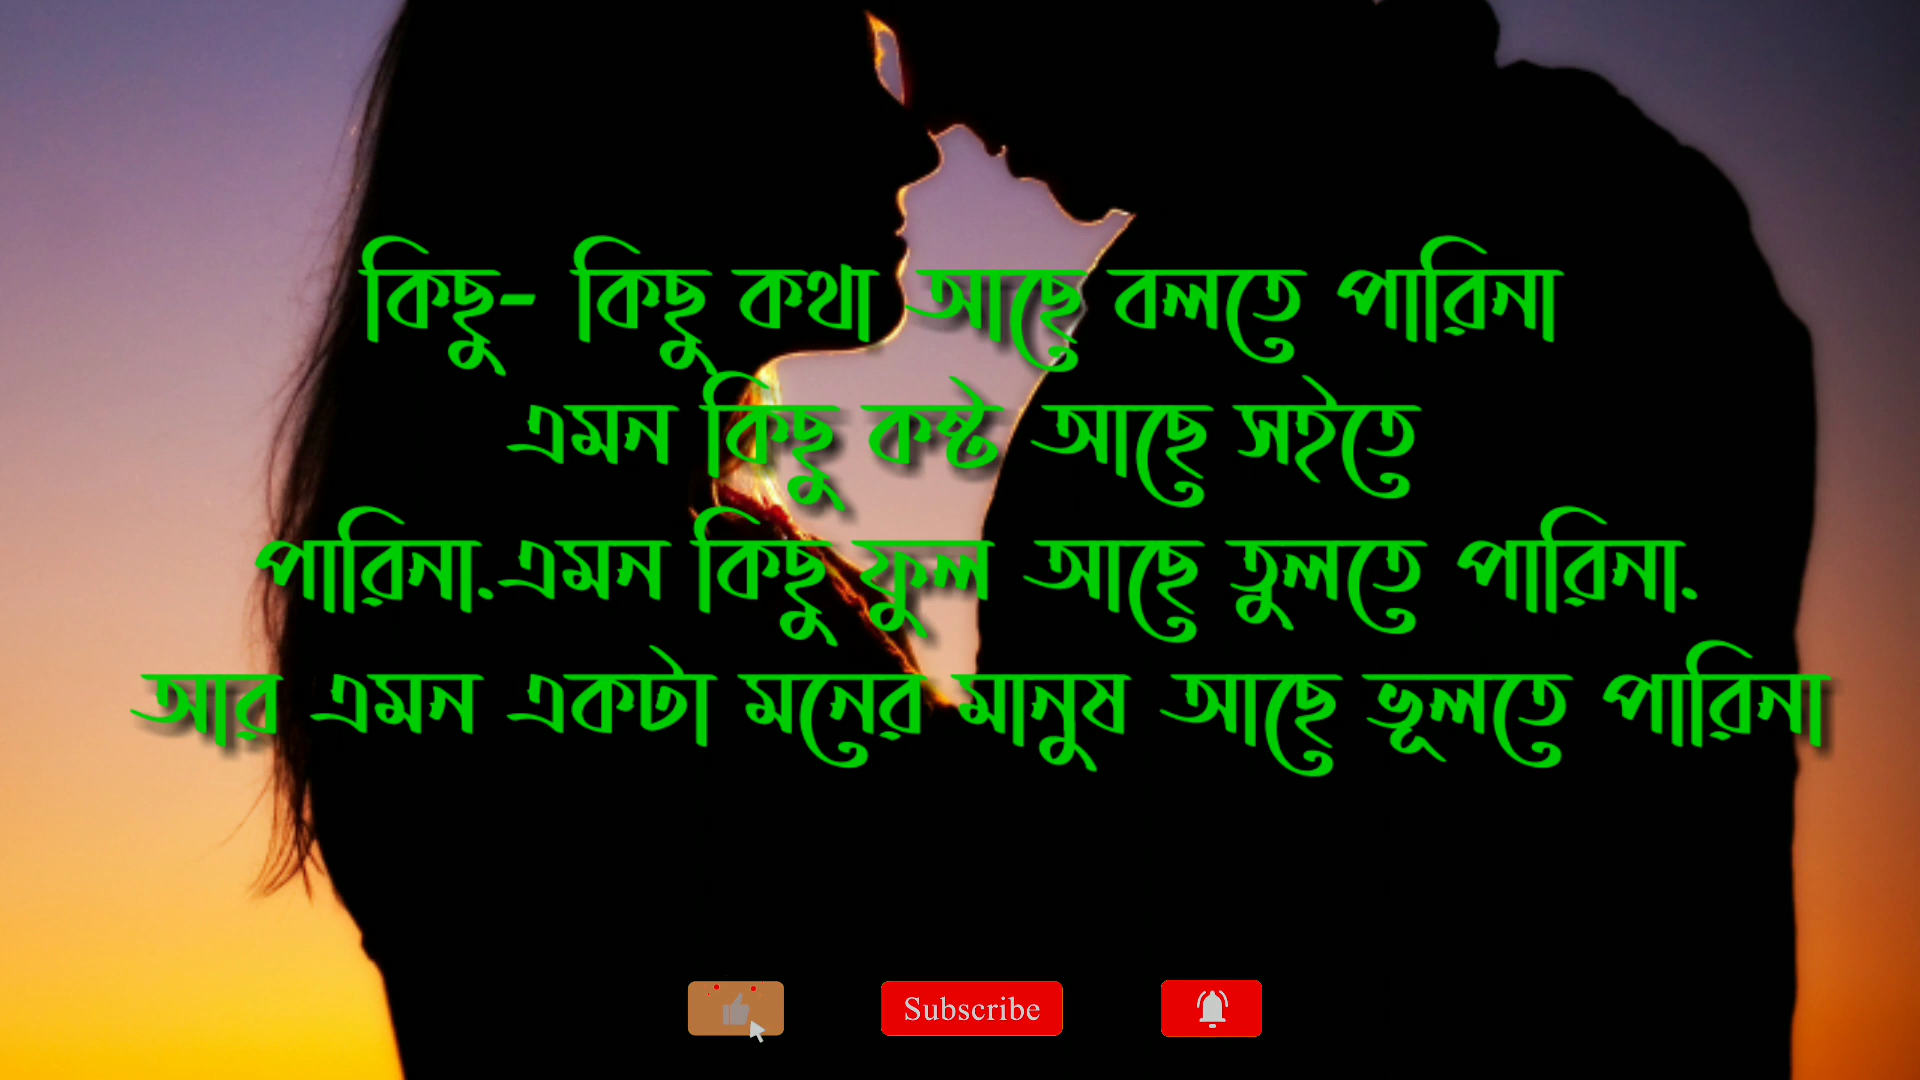 কিছু- কিছু কথা আছে বলতে পারিনা
এমন কিছু কষ্ট আছে সইতে
পারিনা.এমন কিছু ফুল আছে তুলতে পারিনা.
আর এমন একটা মনের মানুষ আছে ভূলতে পারিনা
Subscribe